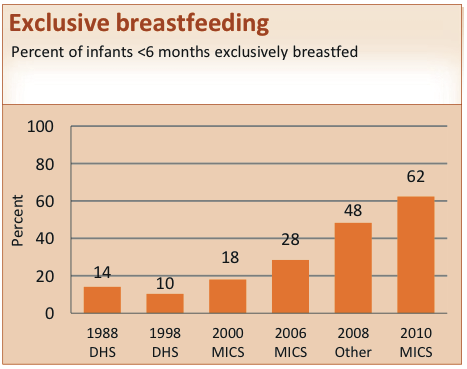 Exclusive breastfeeding
Percent of infants <6 months exclusively breastfed
Percent
100
80
60
40
20
0
14
10
18
28
48
62
1988 1998 2000 2006 2008 2010
DHS DHS MICS MICS Other MICS